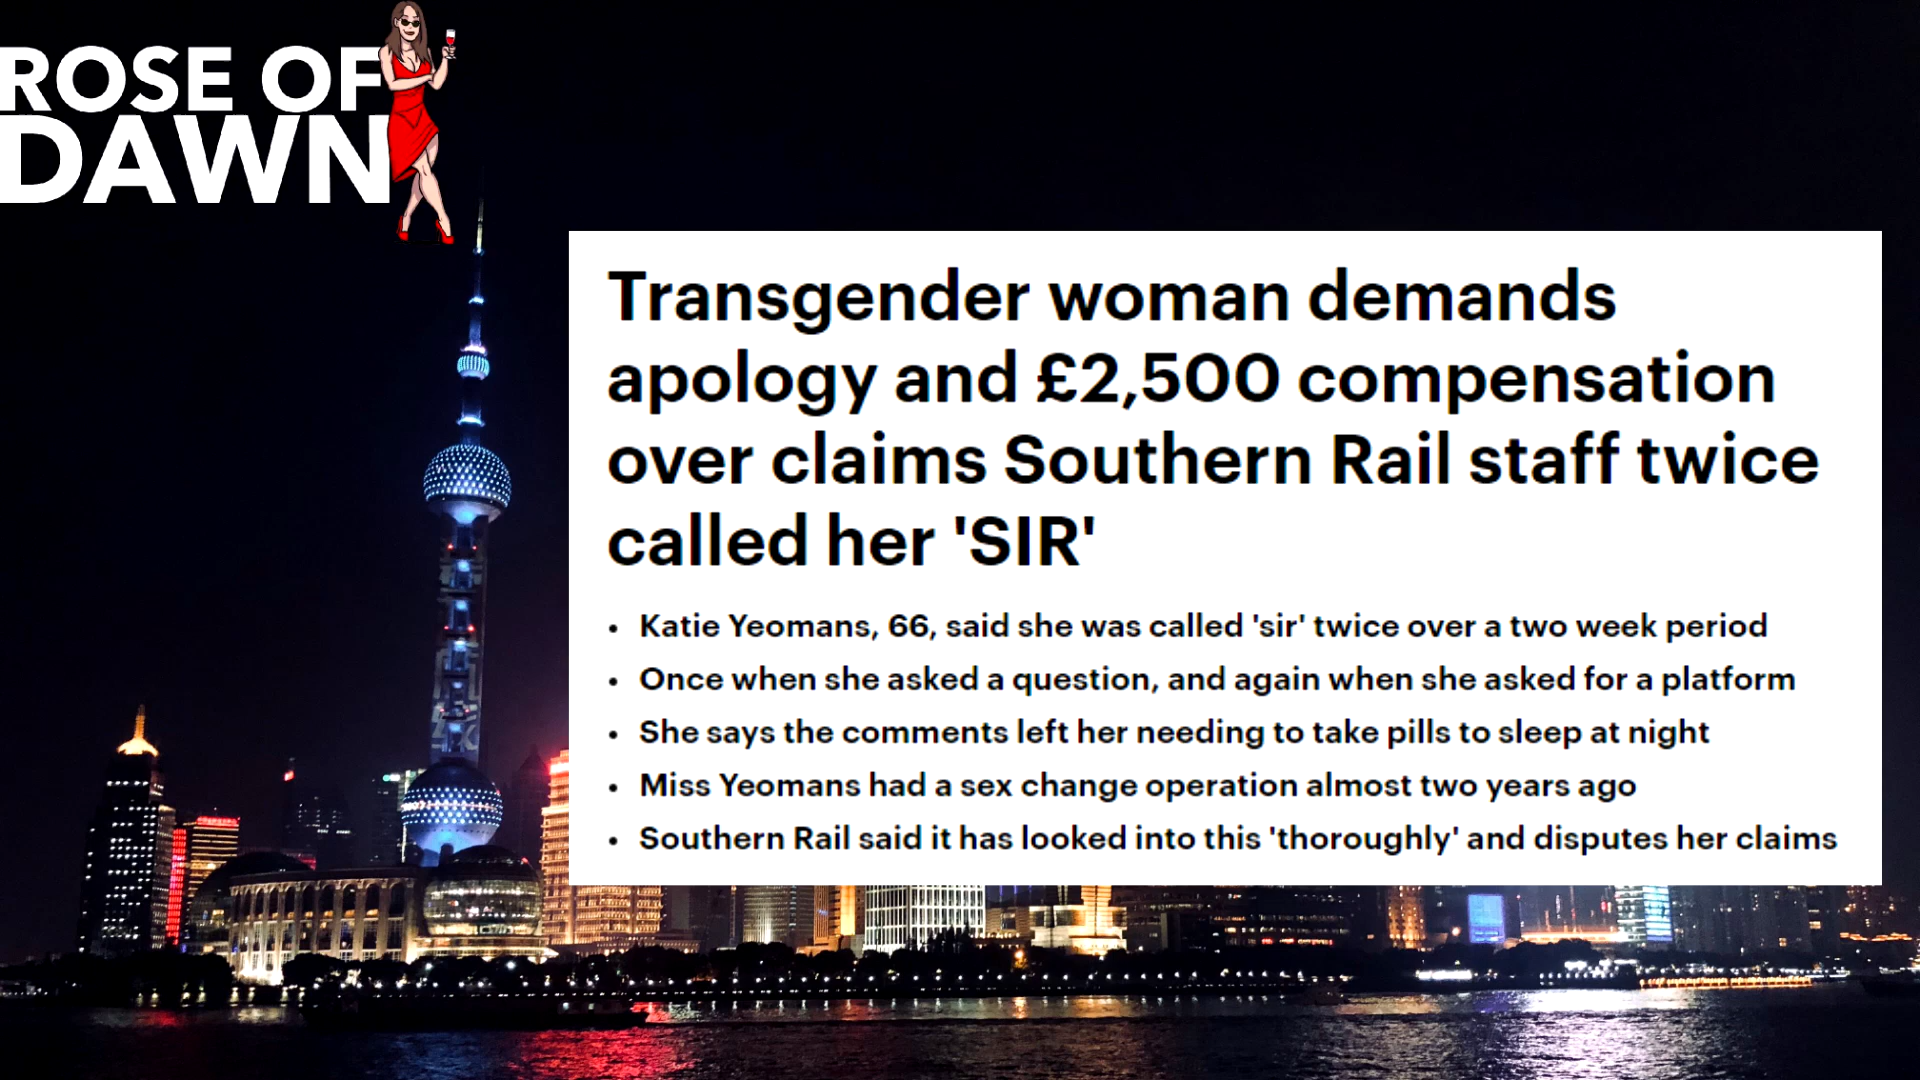 ROSE OF
DAWN
Transgender woman demands
apology and £2,500 compensation
over claims Southern Rail staff twice
called her 'SIR'
• Katie Yeomans, 66, said she was called 'sir' twice over a two week period
• Once when she asked a question, and again when she asked for a platform
• She says the comments left her needing to take pills to sleep at night
• Miss Yeomans had a sex change operation almost two years ago
• Southern Rail said it has looked into this 'thoroughly' and disputes her claims